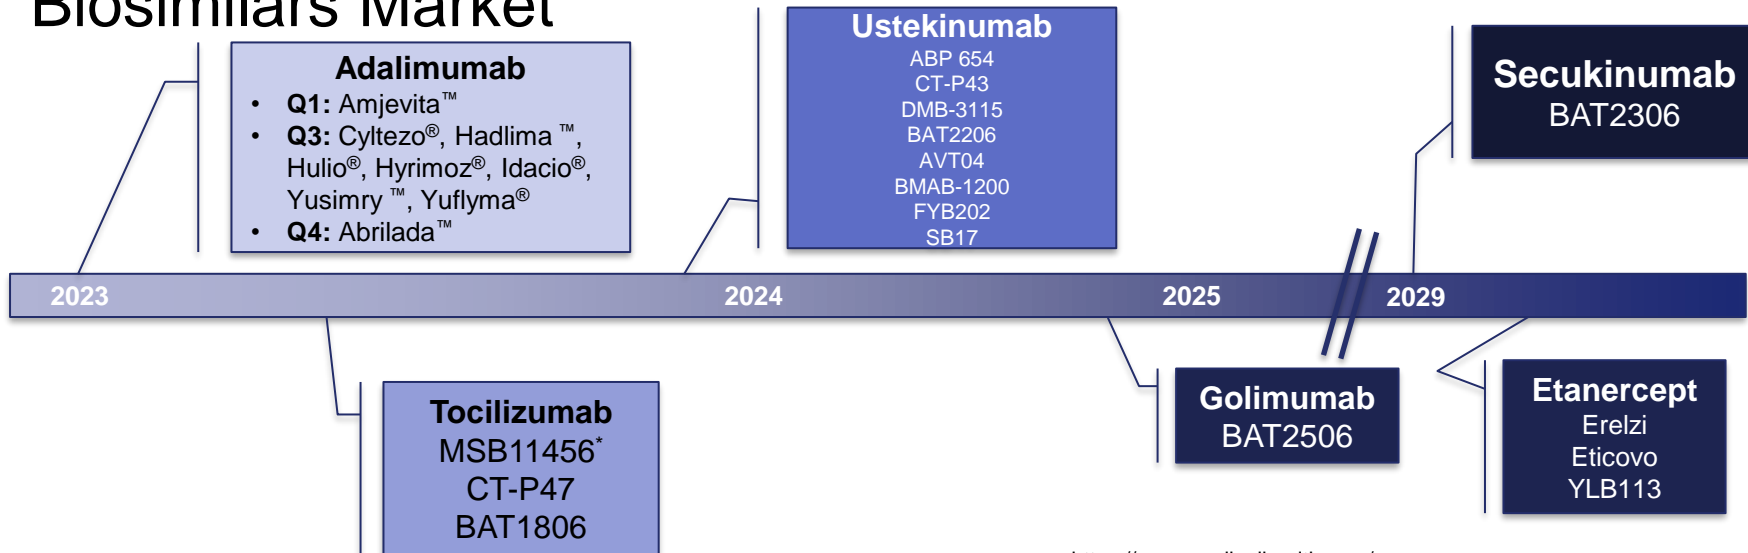 Biosimilars Market
Adalimumab
• Q1: Amjevita™
• Q3: Cyltezo®, Hadlima ™,
Hulio®, Hyrimoz®, Idacio®,
Yusimry ™, Yuflyma®
• Q4: Abrilada™
Ustekinumab
ABP 654
CT-P43
DMB-3115
BAT2206
AVT04
BMAB-1200
FYB202
SB17
Secukinumab
BAT2306
2023
2024
2025
2029
Tocilizumab
MSB11456*
CT-P47
BAT1806
Golimumab
BAT2506
Etanercept
Erelzi
Eticovo
YLB113